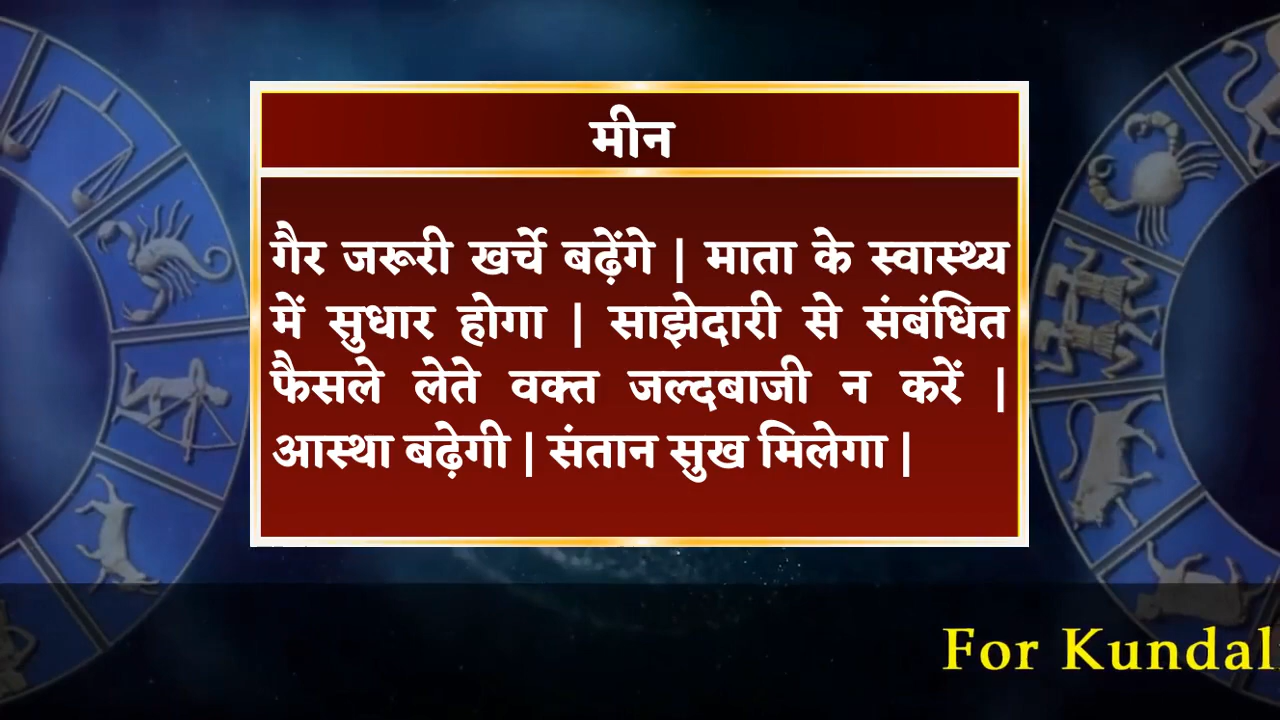 मीन
गैर जरूरी खर्चे बढ़ेंगे | माता के स्वास्थ्य
में सुधार होगा | साझेदारी से संबंधित
फैसले लेते वक्त जल्दबाजी न करें |
आस्था बढ़ेगी | संतान सुख मिलेगा |
For Kundal